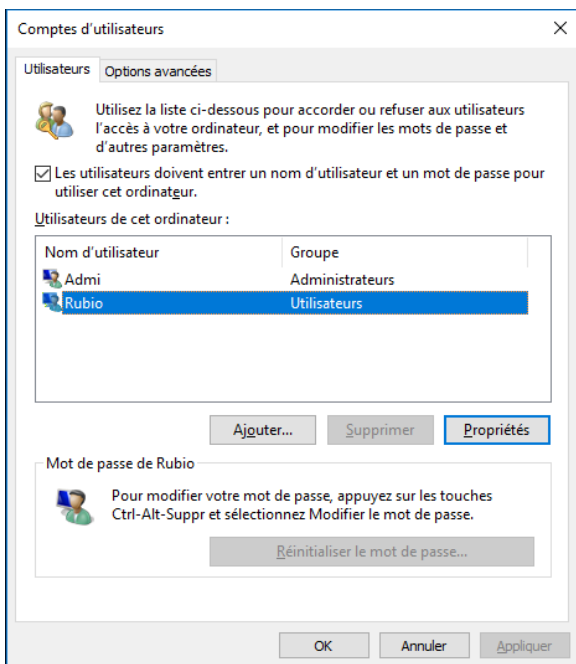 Comptes d'utilisateurs
Utilisateurs
Options avancées
Utilisez la liste ci-dessous pour accorder ou refuser aux utilisateurs
l'accès à votre ordinateur, et pour modifier les mots de passe et
d'autres paramètres.
Les utilisateurs doivent entrer un nom d'utilisateur et un mot de passe pour
utiliser cet ordinateur.
Utilisateurs de cet ordinateur :
Nom d'utilisateur Groupe
Admi Administrateurs
Rubio Utilisateurs
Ajouter... Supprimer Propriétés
Mot de passe de Rubio
Pour modifier votre mot de passe, appuyez sur les touches
Ctrl-Alt-Suppr et sélectionnez Modifier le mot de passe.
Réinitialiser le mot de passe...
OK Annuler Appliquer